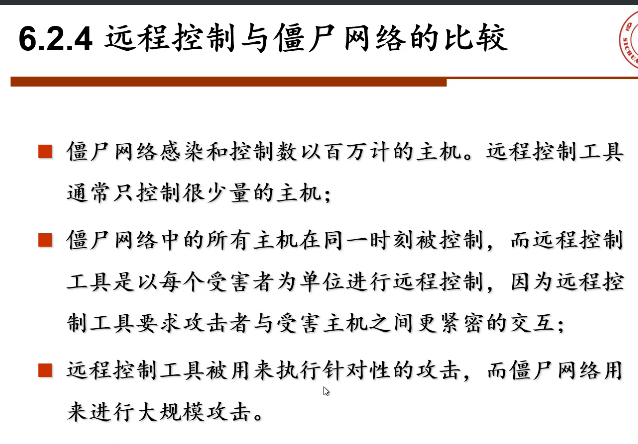 6.2.4 远程控制与僵尸网络的比较
僵尸网络感染和控制数以百万计的主机。远程控制工具
通常只控制很少量的主机；
僵尸网络中的所有主机在同一时刻被控制，而远程控制
工具是以每个受害者为单位进行远程控制，因为远程控
制工具要求攻击者与受害主机之间更紧密的交互；
远程控制工具被用来执行针对性的攻击，而僵尸网络用
来进行大规模攻击。